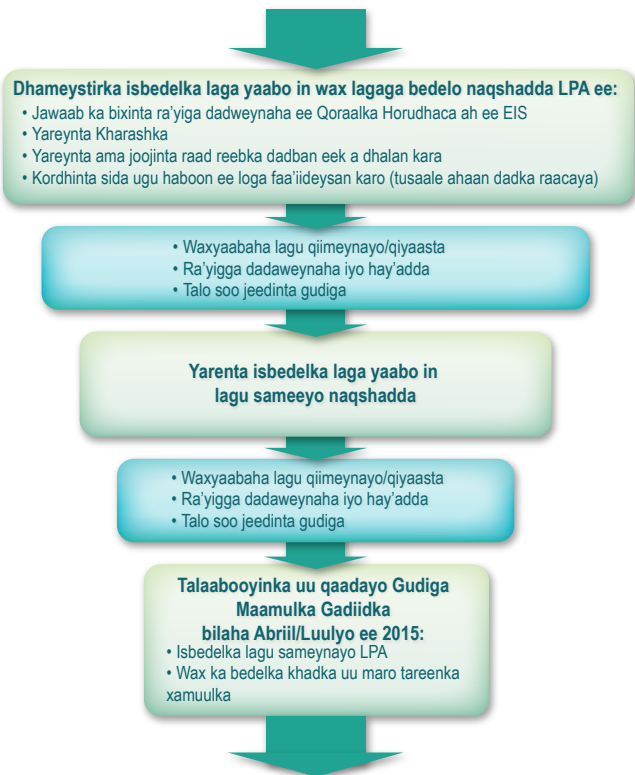 Dhameystirka isbedelka laga yaabo in wax lagaga bedelo naqshadda LPA ee:
• Jawaab ka bixinta ra'yiga dadweynaha ee Qoraalka Horudhaca ah ee EIS
• Yareynta Kharashka
• Yareynta ama joojinta raad reebka dadban eek a dhalan kara
• Kordhinta sida ugu haboon ee loga faa'iideysan karo (tusaale ahaan dadka raacaya)
• Waxyaabaha lagu qiimeynayo/qiyaasta
• Ra'yigga dadaweynaha iyo hay'adda
• Talo soo jeedinta gudiga
Yarenta isbedelka laga yaabo in
lagu sameeyo naqshadda
• Waxyaabaha lagu qiimeynayo/qiyaasta
• Ra'yigga dadaweynaha iyo hay'adda
• Talo soo jeedinta gudiga
Talaabooyinka uu qaadayo Gudiga
Maamulka Gadiidka
bilaha Abriil/Luulyo ee 2015:
• Isbedelka lagu sameynayo LPA
• Wax ka bedelka khadka uu maro tareenka
xamuulka